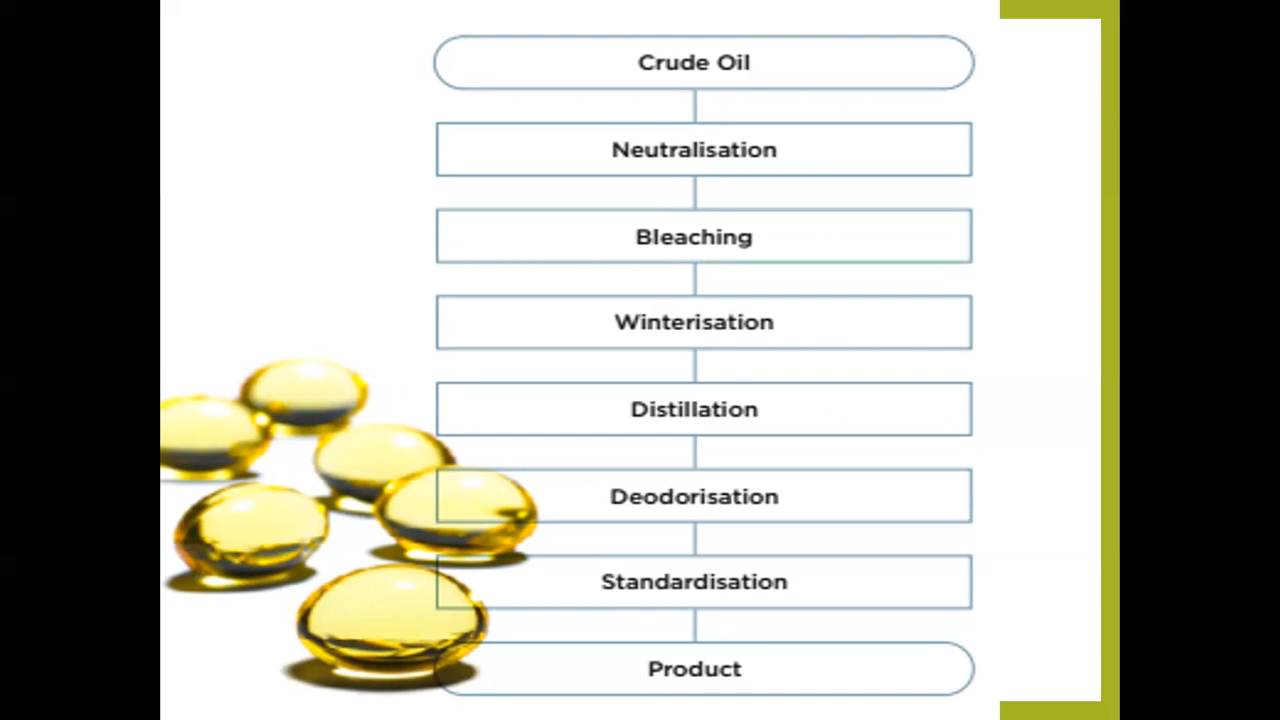 Crude Oil
Neutralisation
Bleaching
Winterisation
Distillation
Deodorisation
Standardisation
Product